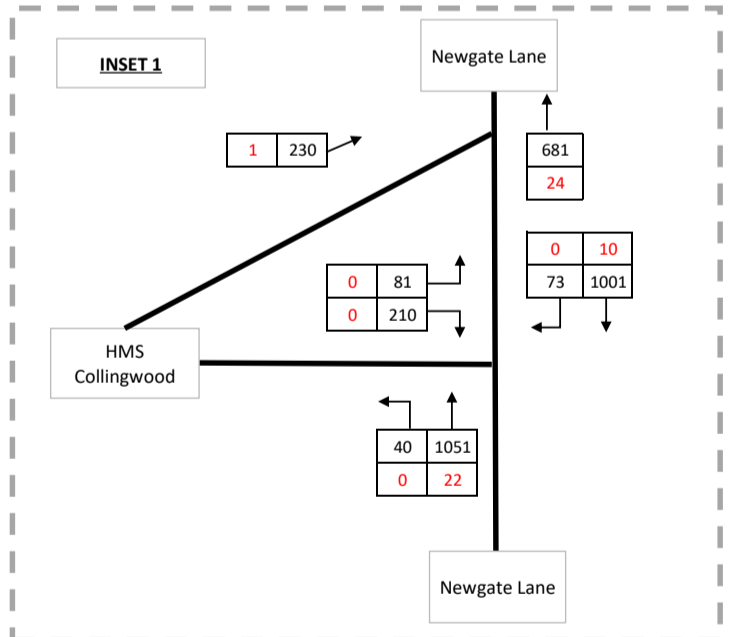 Newgate Lane
INSET 1
1 230
681
24
0 10
73 1001
0 81
0 210
HMS
Collingwood
40 1051
0 22
Newgate Lane